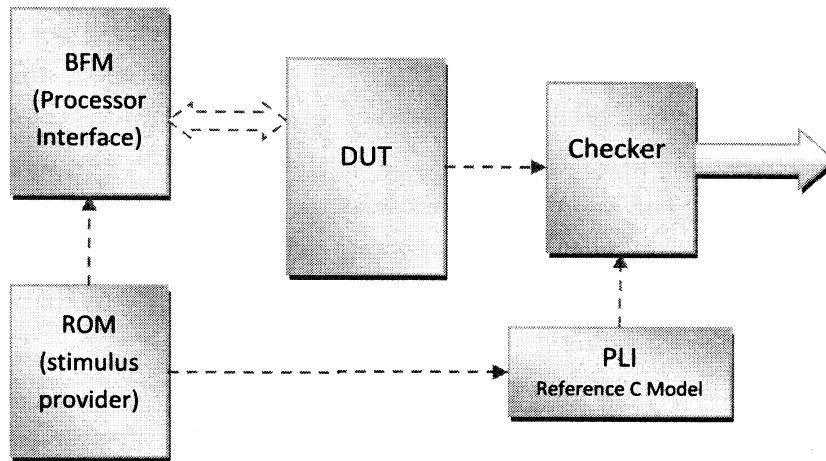 BFM
(Processor
Interface)
DUT
Checker
ROM
(stimulus
provider)
PLI
Reference C Model